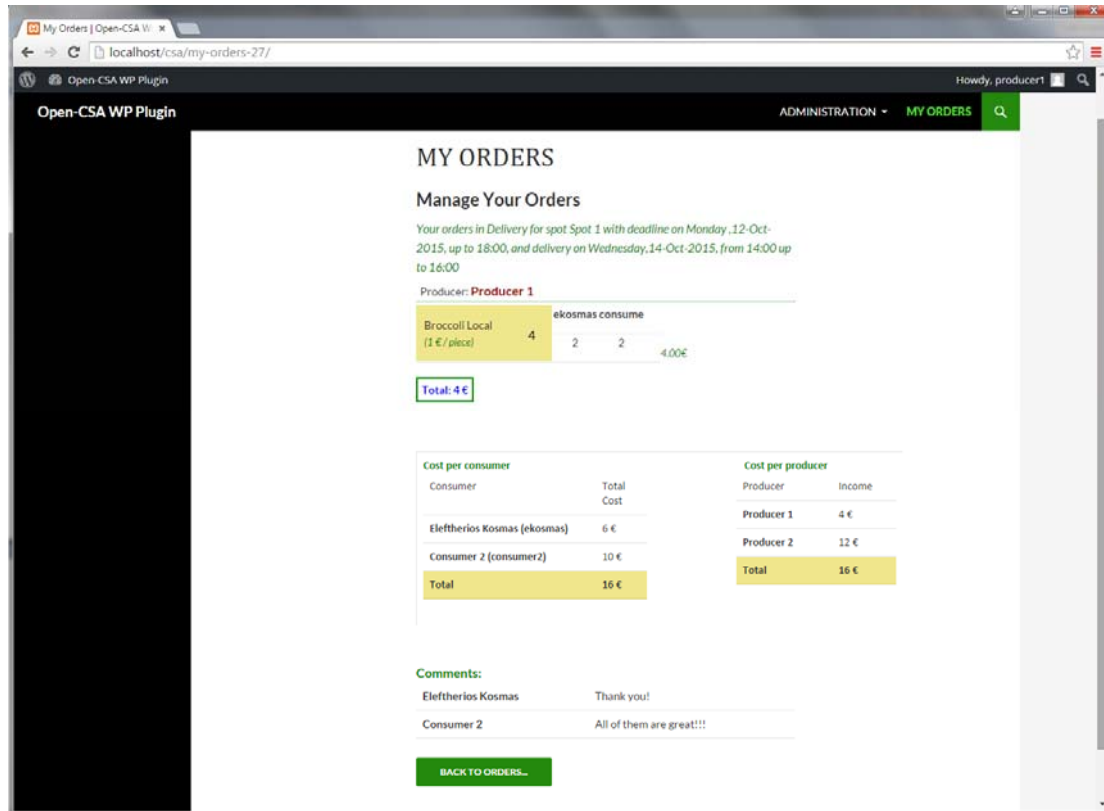 My Orders | Open-CSA W
localhost/csa/my-orders-27/
Open-CSA WP Plugin
Howdy, producer1
Open-CSA WP Plugin
ADMINISTRATION
MY ORDERS
MY ORDERS
Manage Your Orders
Your orders in Delivery for spot Spot 1 with deadline on Monday ,12-Oct-
2015, up to 18:00, and delivery on Wednesday,14-Oct-2015, from 14:00 up
to 16:00
Producer: Producer 1
ekosmas consume
Broccoli Local
(1 € / piece)
4
2 2
4.00€
Total: 4 €
Cost per consumer
Consumer Total
Cost
Eleftherios Kosmas (ekosmas) 6 €
Consumer 2 (consumer2) 10 €
Total 16 €
Cost per producer
Producer Income
Producer 1 4 €
Producer 2 12 €
Total 16 €
Comments:
Eleftherios Kosmas Thank you!
Consumer 2 All of them are great!!!
BACK TO ORDERS...